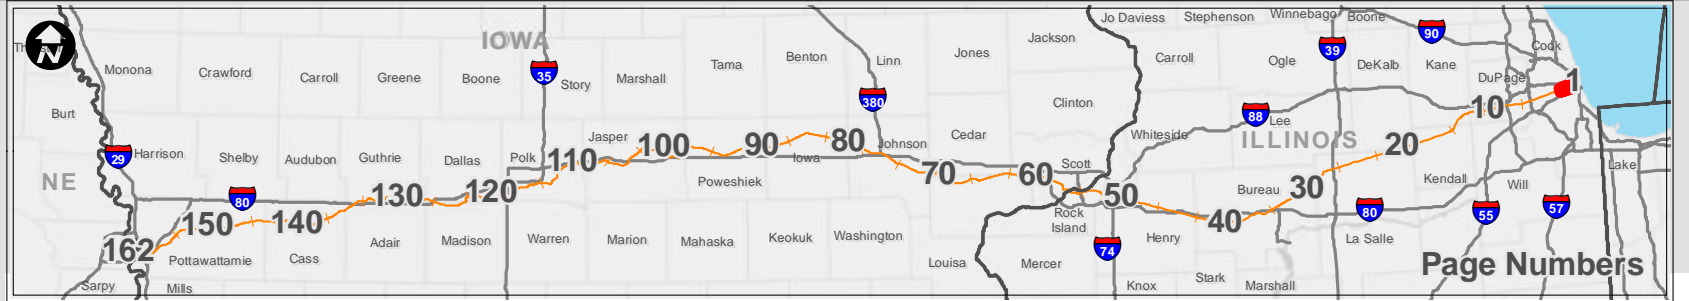 Jo Daviess Stephenson Winnebago Boone
IOWA
Jackson
90
Thurston
N
39
Cock
Linn
Jones
Benton
Carroll
Ogle
DeKalb
Kane
Tama
Monona
Crawford
Carroll
Greene
Boone
35
Story
Marshall
DuPage
1
380
Clinton
10
Burt
88
Lee
Whiteside
ILLINOIS
20
Cedar
Jasper
100
90
80
Johnson
29
Harrison
Shelby
Audubon
Guthrie
Dallas
Polk
110
Iowa
Scott
Lake
NE
70
60
Poweshiek
Kendall
Will
80
130
120
50
Bureau
30
80
55
57
150
140
40
Rock
Island
162
Adair
Madison
Warren
Marion
Mahaska
Keokuk
Washington
Henry
La Salle
74
Pottawattamie
Cass
Louisa
Mercer
Page Numbers
Stark
Sarpy
Mills
Knox
Marshall